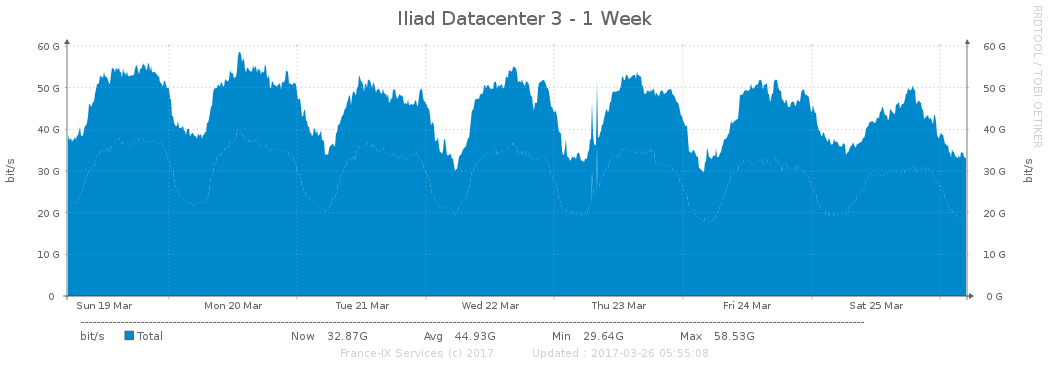 Iliad Datacenter 3 - 1 Week
RRDTOOL / TOBI OETIKER
60 G 60 G
50 G 50 G
40 G 40 G
30 G 30 G
20 G 20 G
10 G 10 G
0 0 G
bit/s bit/s
Sun 19 Mar Mon 20 Mar Tue 21 Mar Wed 22 Mar Thu 23 Mar Fri 24 Mar Sat 25 Mar
bit/s Total Now 32.87G Avg 44.93G Min 29.64G Max 58.53G
France-IX Services (c) 2017 Updated : 2017-03-26 05:55:08